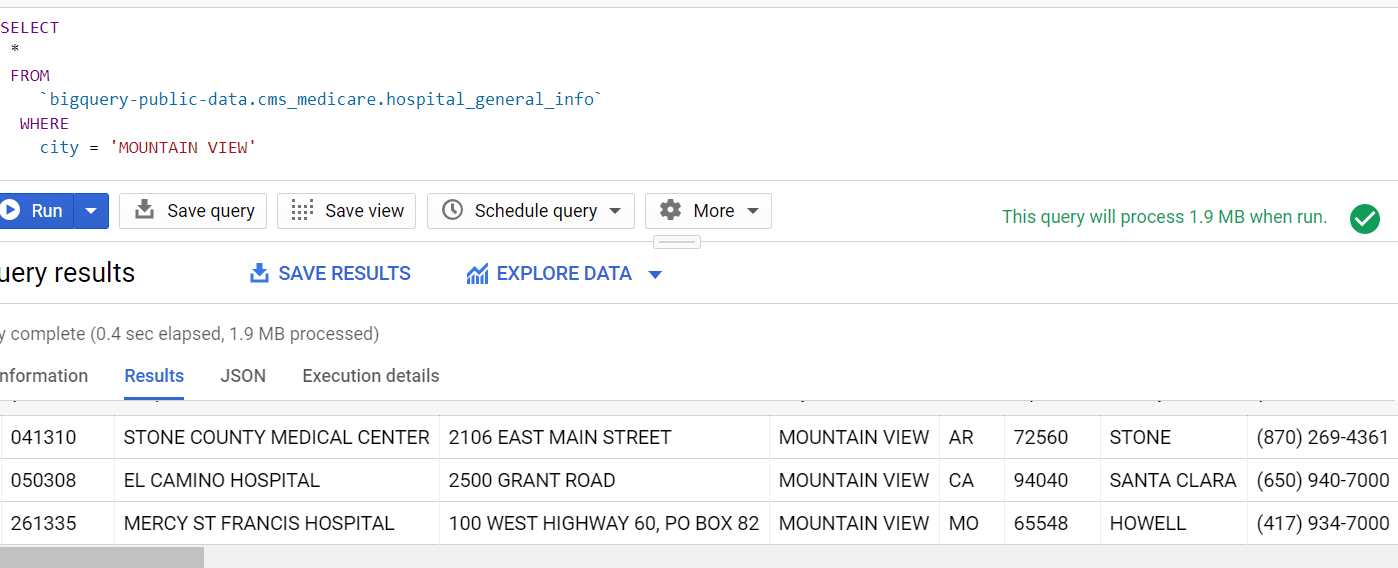 SELECT
*
FROM
`bigquery-public-data.cms_medicare.hospital_general_info`
WHERE
city = 'MOUNTAIN VIEW'
Run Save query Save view Schedule query More This query will process 1.9 MB when run.
uery results SAVE RESULTS EXPLORE DATA
y complete (0.4 sec elapsed, 1.9 MB processed)
nformation Results JSON Execution details
041310 STONE COUNTY MEDICAL CENTER 2106 EAST MAIN STREET MOUNTAIN VIEW AR 72560 STONE (870) 269-4361
050308 EL CAMINO HOSPITAL 2500 GRANT ROAD MOUNTAIN VIEW CA 94040 SANTA CLARA (650) 940-7000
261335 MERCY ST FRANCIS HOSPITAL 100 WEST HIGHWAY 60, PO BOX 82 MOUNTAIN VIEW MO 65548 HOWELL (417) 934-7000